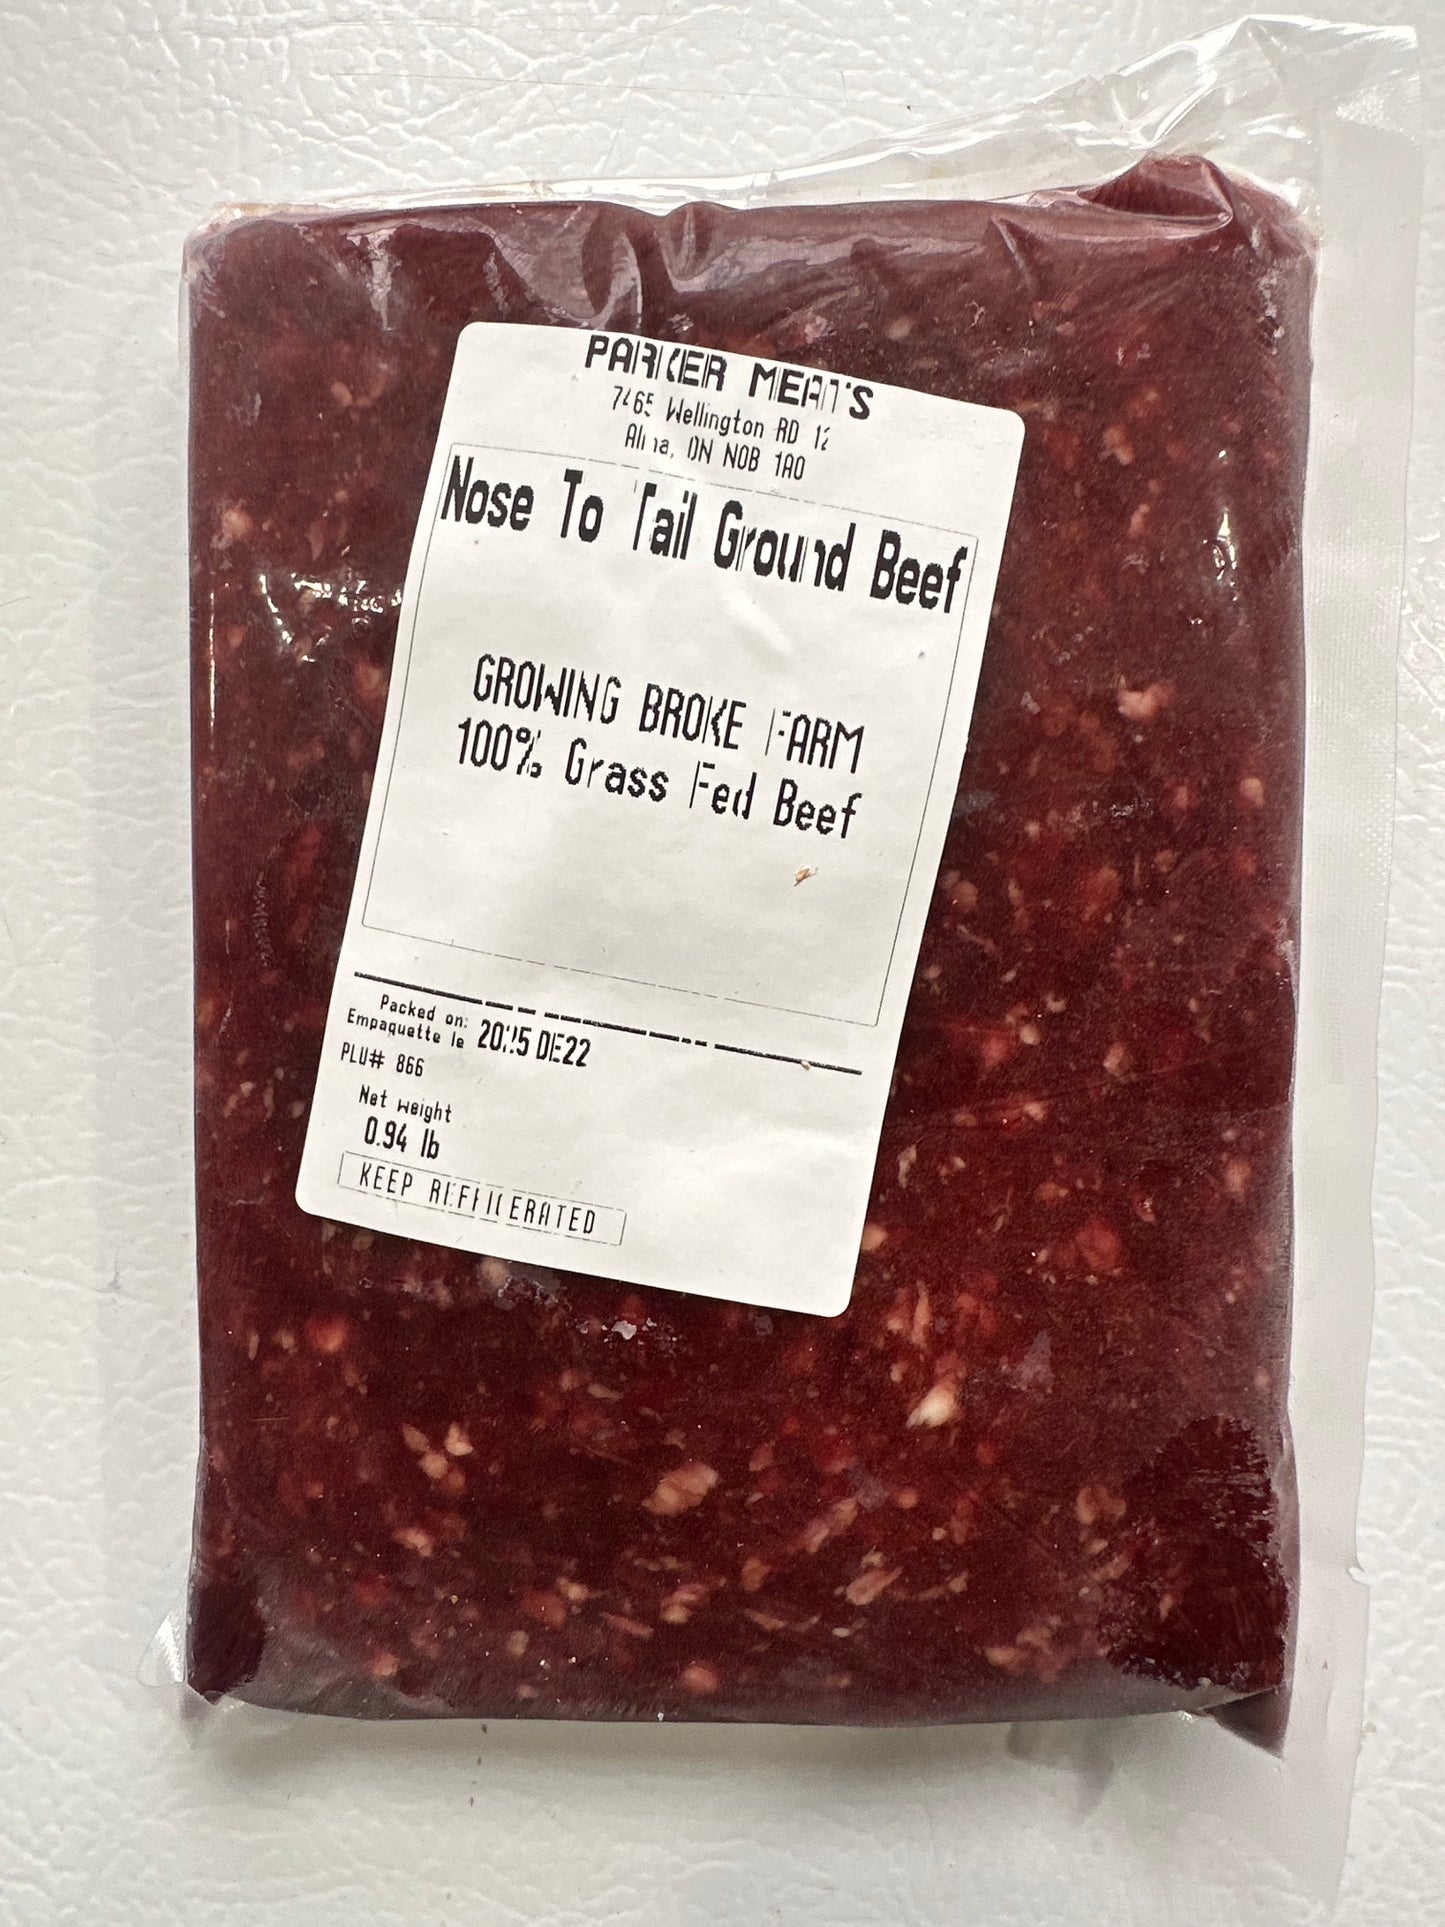 PARKER MEATS
7465 Wellington RD 12
Alma, ON N0B 1A0
Nose To Tail Ground Beef
GROWING BROKE FARM
100% Grass Fed Beef
Packed on:
Empaquette le 2025 DE22
PLU# 866
Net weight
0.94 lb
KEEP REFRIGERATED